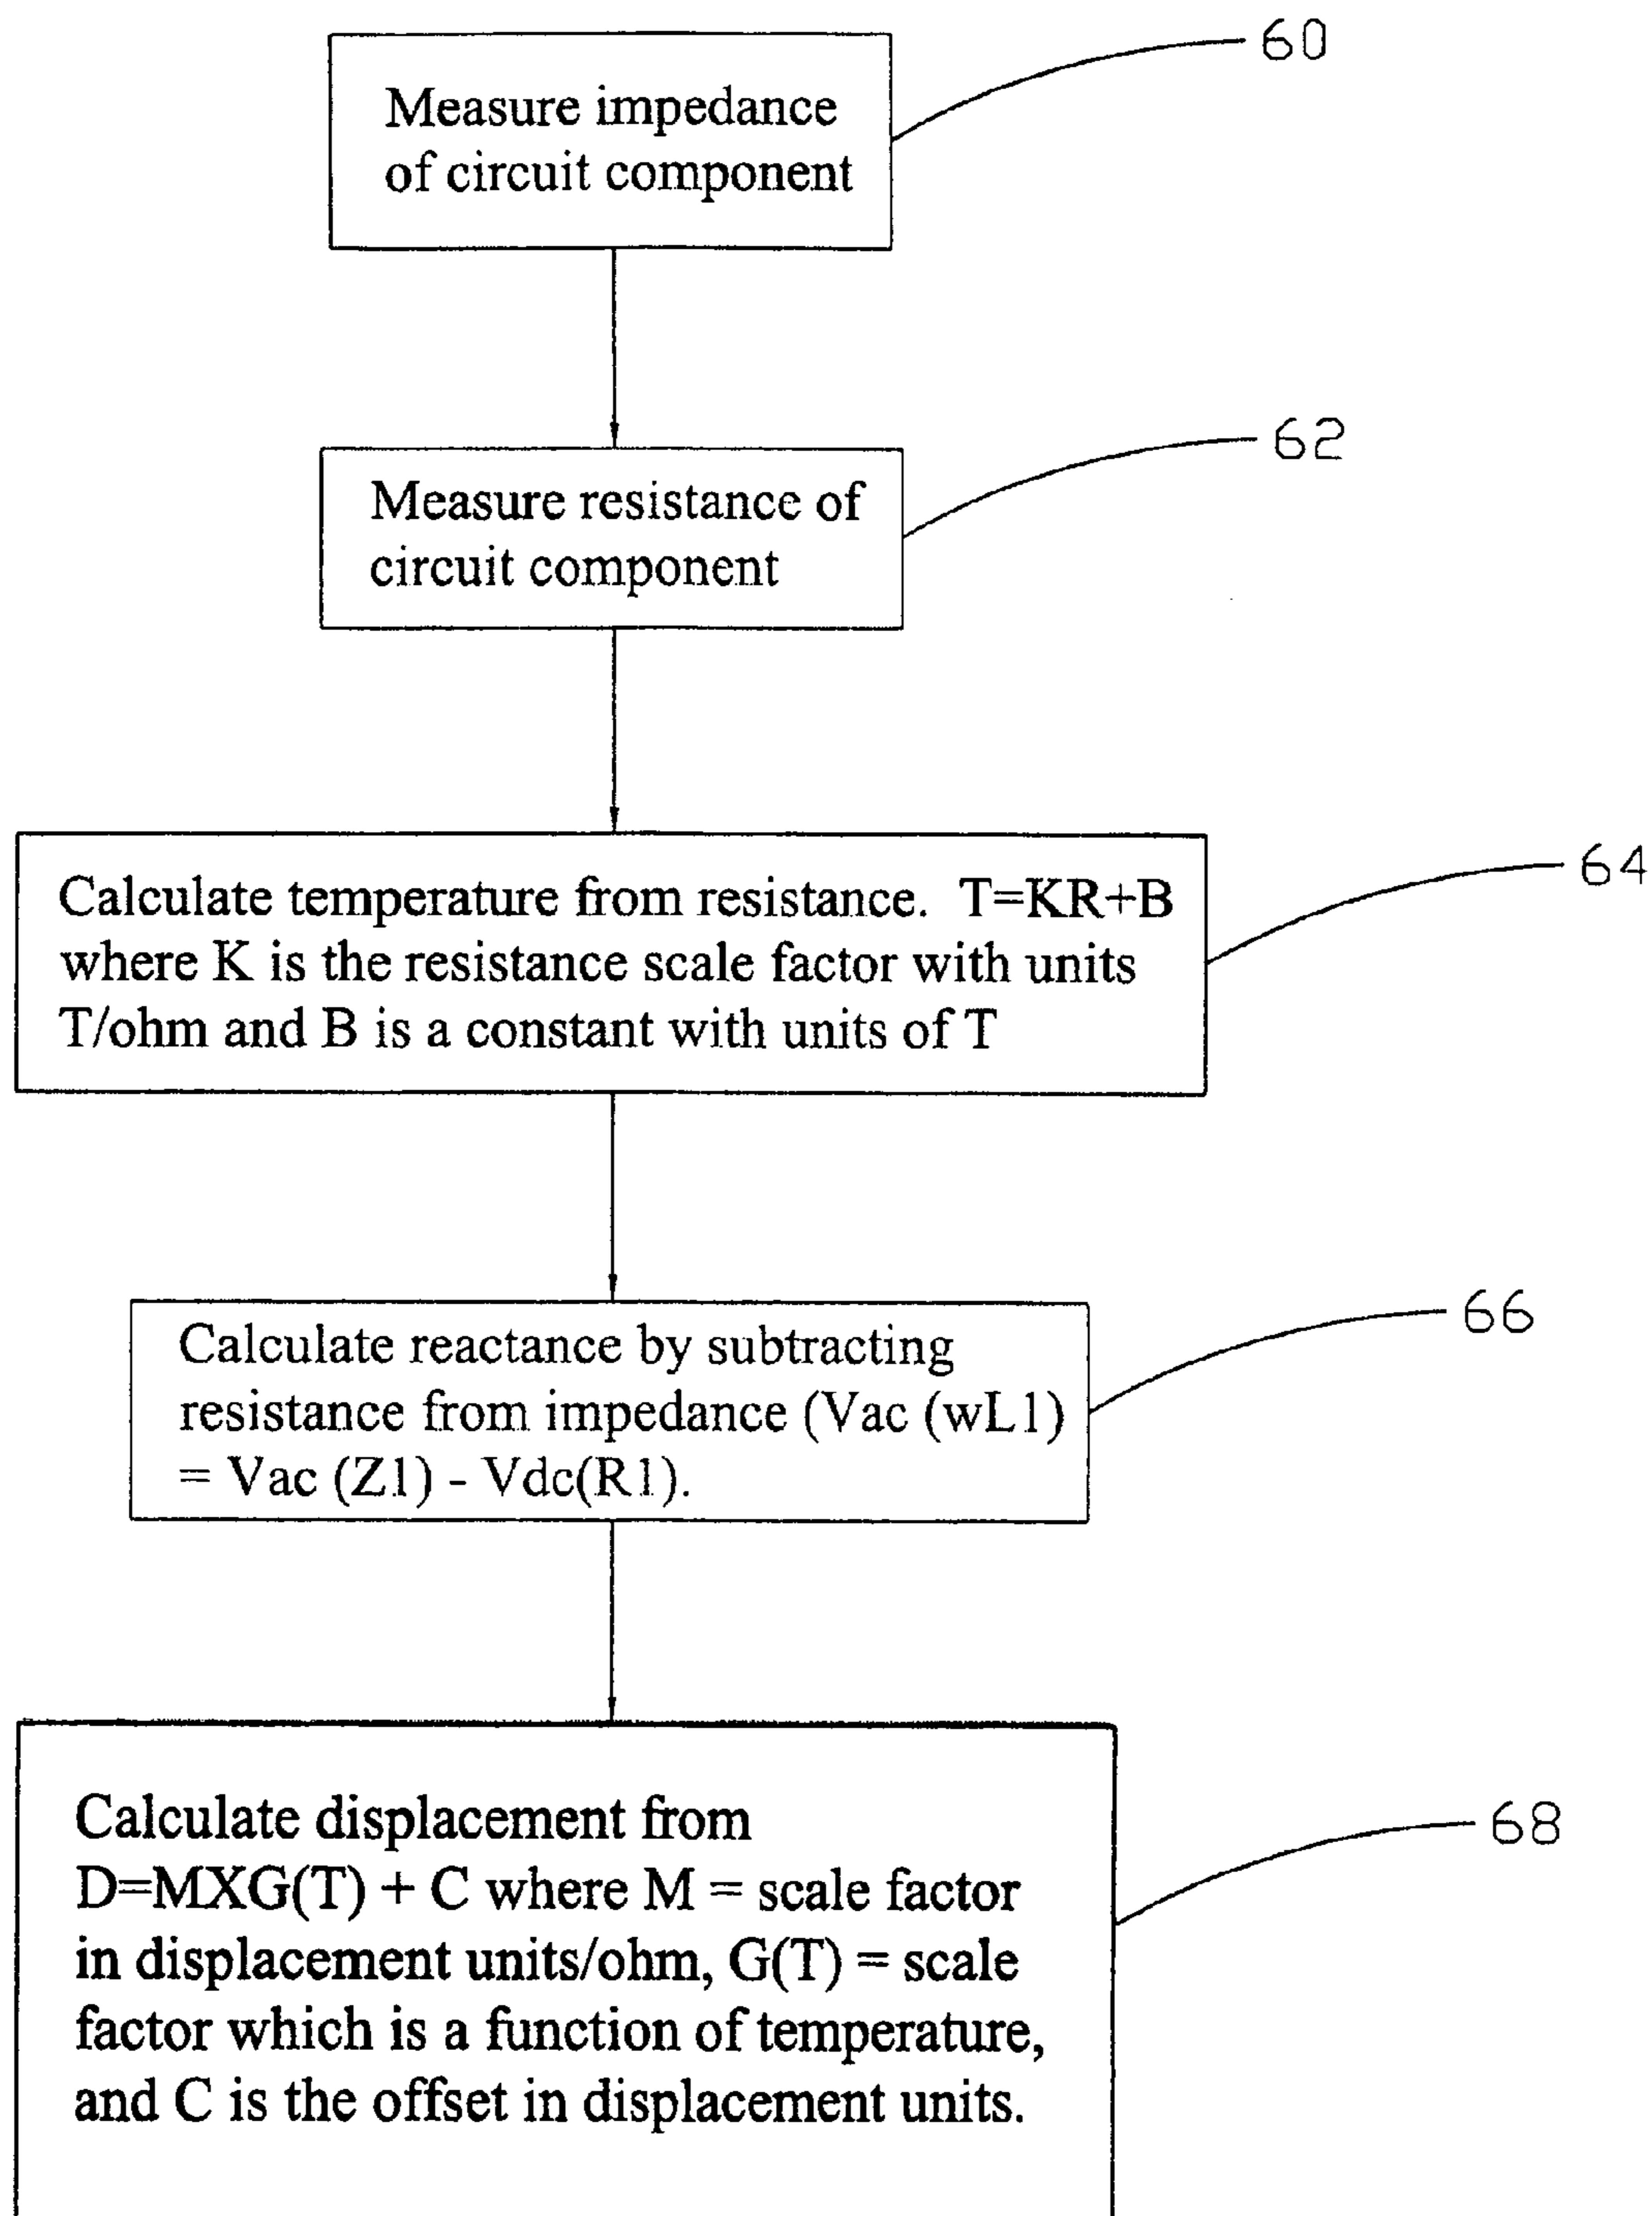 60
Measure impedance
of circuit component
62
Measure resistance of
circuit component
64
Calculate temperature from resistance. T=KR+B
where K is the resistance scale factor with units
T/ohm and B is a constant with units of T
66
Calculate reactance by subtracting
resistance from impedance (Vac (wL1)
= Vac (Z1) - Vdc(R1).
68
Calculate displacement from
D=MXG(T) + C where M = scale factor
in displacement units/ohm, G(T) = scale
factor which is a function of temperature,
and C is the offset in displacement units.